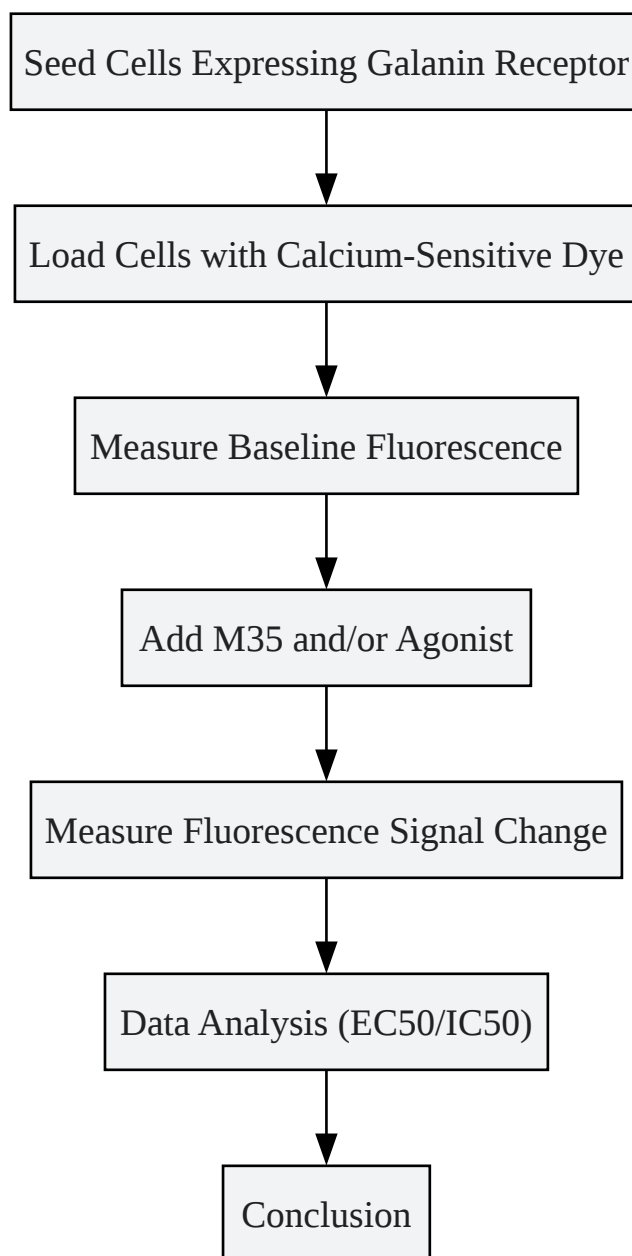 Seed Cells Expressing Galanin Receptor
Load Cells with Calcium-Sensitive Dye
Measure Baseline Fluorescence
Add M35 and/or Agonist
Measure Fluorescence Signal Change
Data Analysis (EC50/IC50)
Conclusion